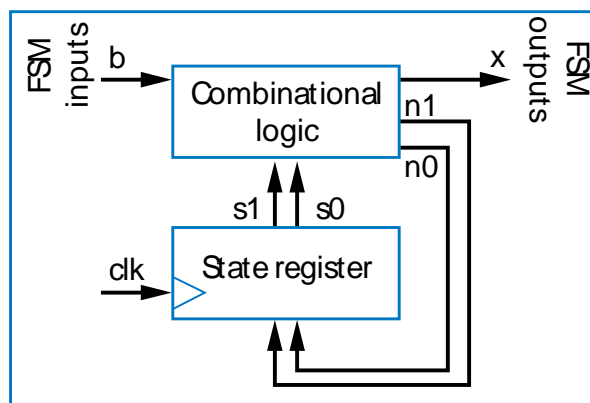 FSM
inputs
b
x
FSM
outputs
Combinational
logic
n1
n0
s1
s0
clk
State register